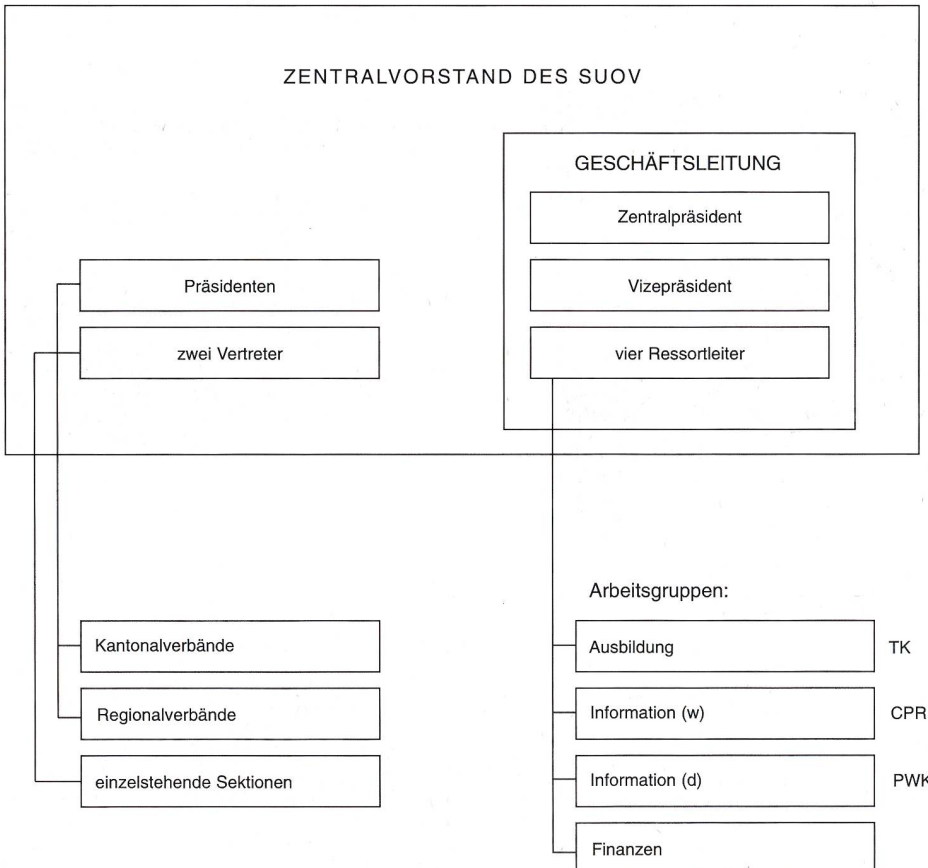 ZENTRALVORSTAND DES SUOV
GESCHÄFTSLEITUNG
Zentralpräsident
Präsidenten
Vizepräsident
zwei Vertreter
vier Ressortleiter
Arbeitsgruppen:
Kantonalverbände
Ausbildung
TK
Regionalverbände
Information (w)
CPR
einzelstehende Sektionen
Information (d)
PWK
Finanzen